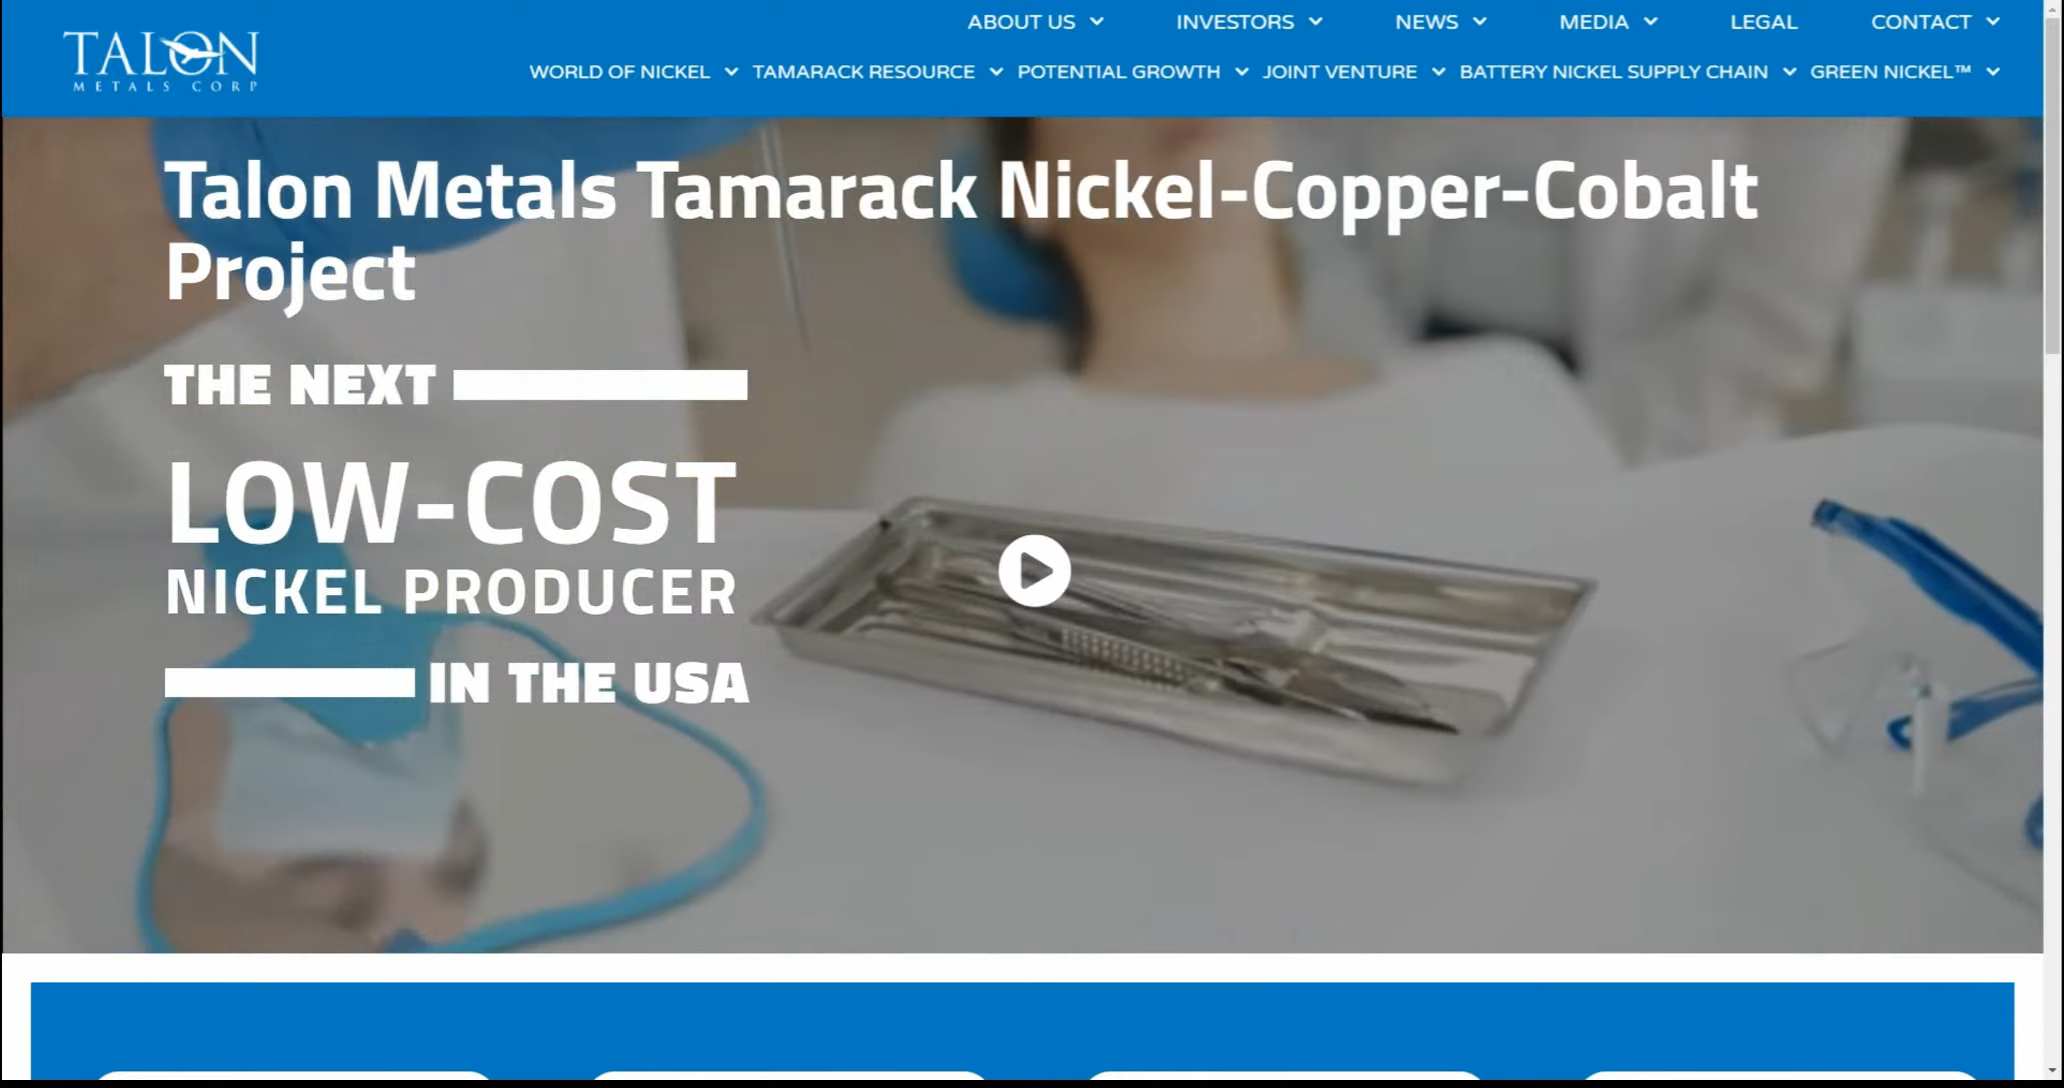 TALON
METALS CORP
ABOUT US
INVESTORS
NEWS
MEDIA
LEGAL
CONTACT
WORLD OF NICKEL
TAMARACK RESOURCE
POTENTIAL GROWTH
JOINT VENTURE
BATTERY NICKEL SUPPLY CHAIN
GREEN NICKEL™
Talon Metals Tamarack Nickel-Copper-Cobalt
Project
THE NEXT
LOW-COST
NICKEL PRODUCER
IN THE USA